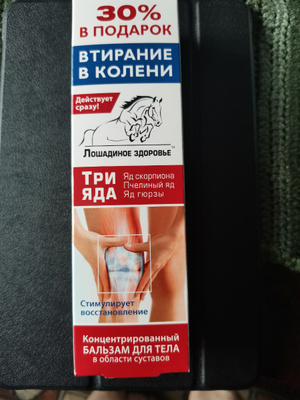 30%
В ПОДАРОК
ВТИРАНИЕ
В КОЛЕНИ
Действует
сразу!
ЛОШАДИНОЕ ЗДОРОВЬЕ™
ТРИ
ЯДА
Яд скорпиона
Пчелиный яд
Яд гюрзы
Стимулирует
восстановление
Концентрированный
БАЛЬЗАМ ДЛЯ ТЕЛА
в области суставов